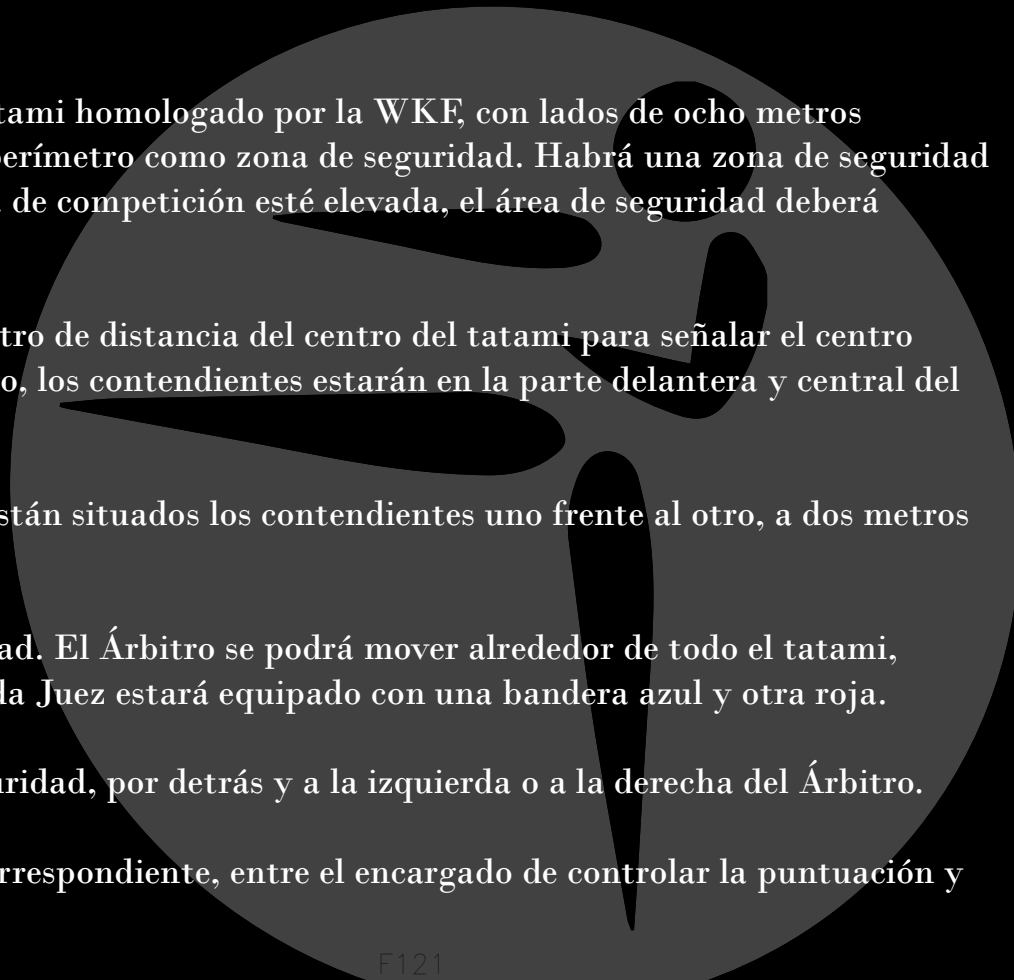 tami homologado por la WKF, con lados de ocho metros
perímetro como zona de seguridad. Habrá una zona de seguridad
de competición esté elevada, el área de seguridad deberá
tro de distancia del centro del tatami para señalar el centro
o, los contendientes estarán en la parte delantera y central del
stán situados los contendientes uno frente al otro, a dos metros
ad. El Árbitro se podrá mover alrededor de todo el tatami,
da Juez estará equipado con una bandera azul y otra roja.
uridad, por detrás y a la izquierda o a la derecha del Árbitro.
rrespondiente, entre el encargado de controlar la puntuación y
F121